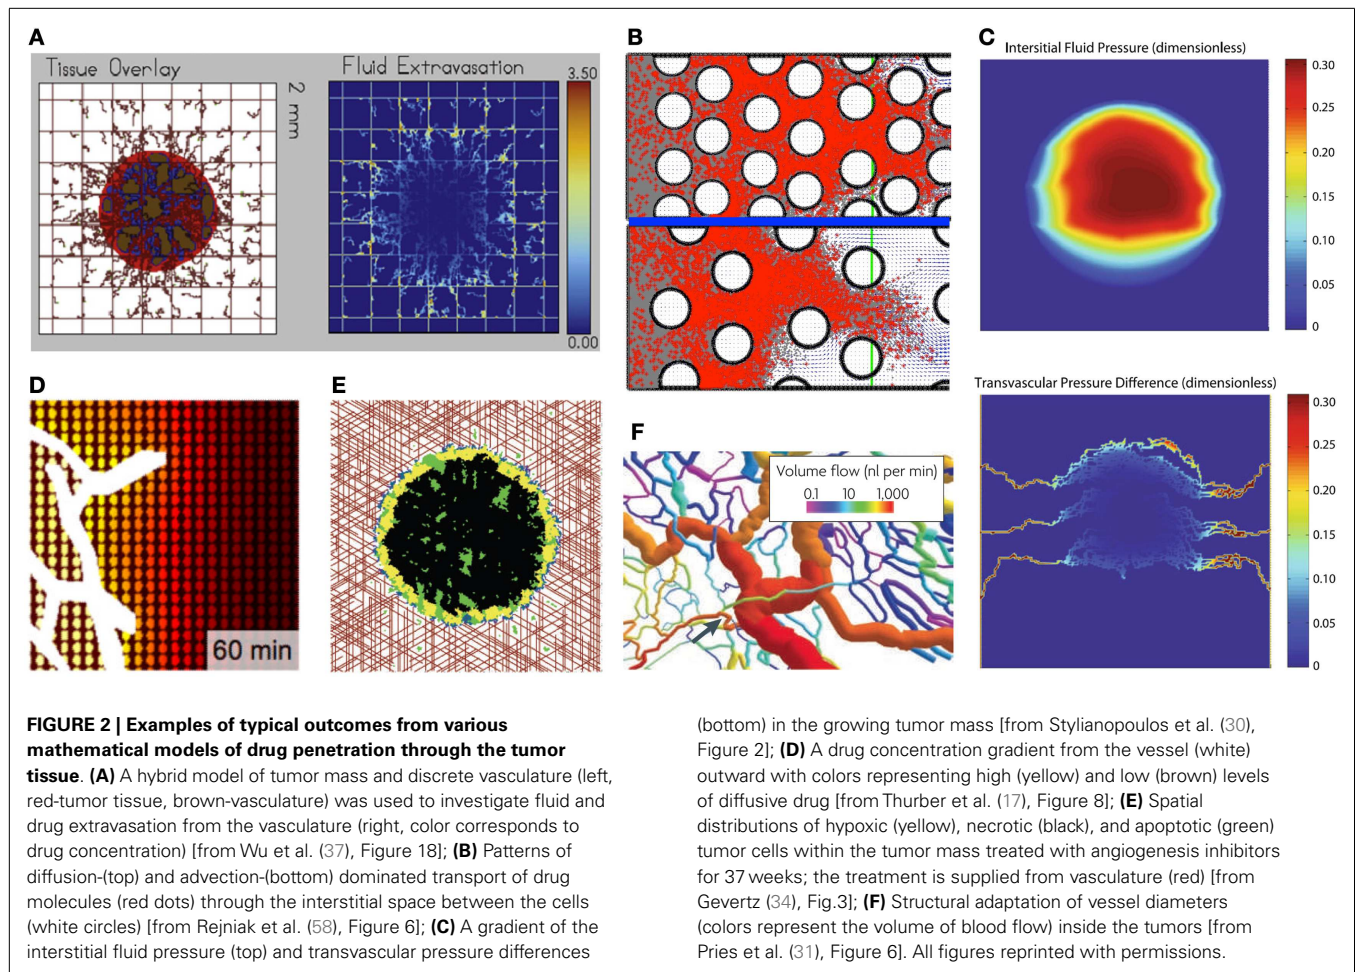 A
Tissue Overlay
2 mm
Fluid Extravasation
3.50
0.00
B
C
Intersitial Fluid Pressure (dimensionless)
0.30
0.25
0.20
0.15
0.10
0.05
0
Transvascular Pressure Difference (dimensionless)
0.30
0.25
0.20
0.15
0.10
0.05
0
D
60 min
E
F
Volume flow (nl per min)
0.1 10 1,000
FIGURE 2 | Examples of typical outcomes from various
mathematical models of drug penetration through the tumor
tissue. (A) A hybrid model of tumor mass and discrete vasculature (left,
red-tumor tissue, brown-vasculature) was used to investigate fluid and
drug extravasation from the vasculature (right, color corresponds to
drug concentration) [from Wu et al. (37), Figure 18]; (B) Patterns of
diffusion-(top) and advection-(bottom) dominated transport of drug
molecules (red dots) through the interstitial space between the cells
(white circles) [from Rejniak et al. (58), Figure 6]; (C) A gradient of the
interstitial fluid pressure (top) and transvascular pressure differences
(bottom) in the growing tumor mass [from Stylianopoulos et al. (30),
Figure 2]; (D) A drug concentration gradient from the vessel (white)
outward with colors representing high (yellow) and low (brown) levels
of diffusive drug [from Thurber et al. (17), Figure 8]; (E) Spatial
distributions of hypoxic (yellow), necrotic (black), and apoptotic (green)
tumor cells within the tumor mass treated with angiogenesis inhibitors
for 37 weeks; the treatment is supplied from vasculature (red) [from
Gevertz (34), Fig.3]; (F) Structural adaptation of vessel diameters
(colors represent the volume of blood flow) inside the tumors [from
Pries et al. (31), Figure 6]. All figures reprinted with permissions.